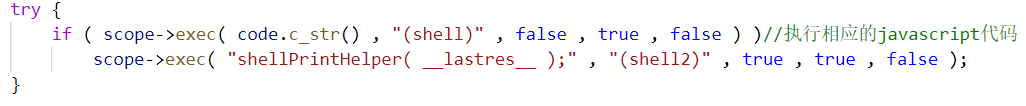 try {
if ( scope->exec( code.c_str() , "(shell)" , false , true , false ) )//执行相应的javascript代码
scope->exec( "shellPrintHelper( __lastres__ );" , "(shell2)" , true , true , false );
}